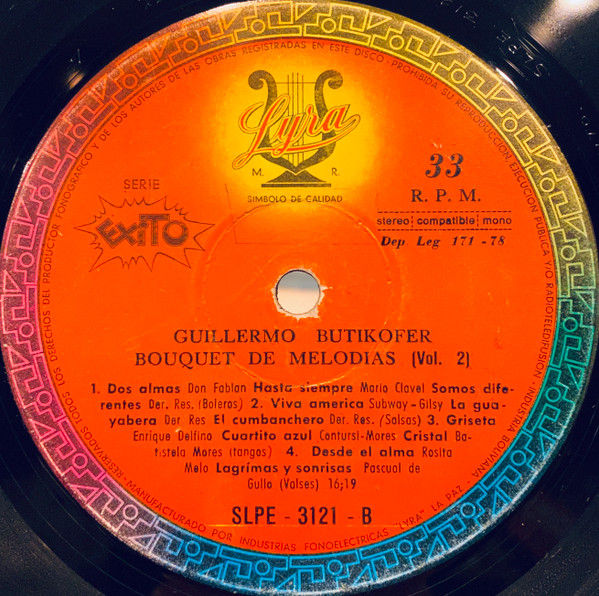 RESERVADOS TODOS LOS DERECHOS DEL PRODUCTOR FONOGRAFICO Y DE LOS AUTORES DE LAS OBRAS REGISTRADAS EN ESTE DISCO - PROHIBIDA SU REPRODUCCION, EJECUCION PUBLICA Y/O RADIOTELEDIFUSION - INDUSTRIA BOLIVIANA
Lyra
M. R.
SIMBOLO DE CALIDAD
SERIE
EXITO
33
R. P. M.
stereo compatible mono
Dep Leg 171 - 78
GUILLERMO BUTIKOFER
BOUQUET DE MELODIAS (Vol. 2)
1. Dos almas Don Fabian Hasta siempre Mario Clavel Somos dife-
rentes Der. Res. (Boleros) 2. Viva america Subway - Gilsy La gua-
yabera Der Res El cumbanchero Der. Res. (Salsas) 3. Griseta
Enrique Delfino Cuartito azul Contursi-Mores Cristal Ba-
tistela Mores (tangos) 4. Desde el alma Rosita
Melo Lagrímas y sonrisas Pascual de
Gullo (Valses) 16;19
SLPE - 3121 - B
MANUFACTURADO POR INDUSTRIAS FONOELECTRICAS "LYRA" LA PAZ -